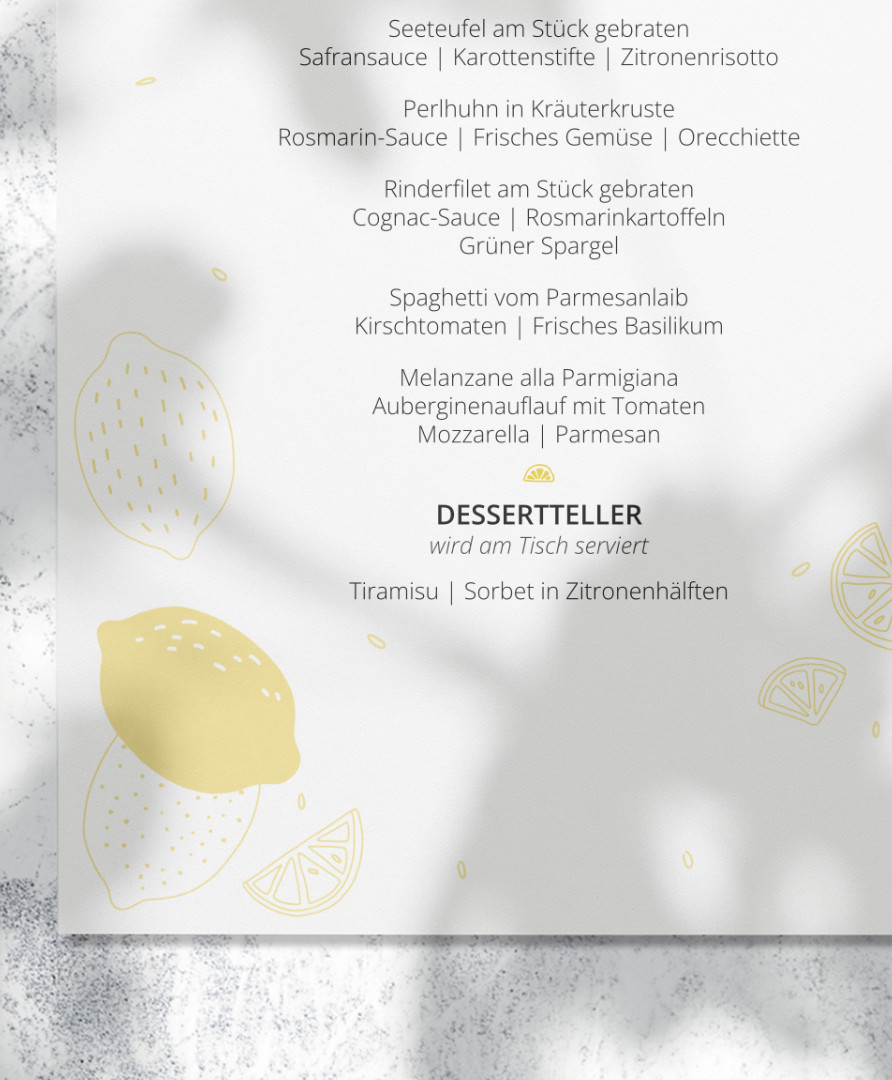 Seeteufel am Stück gebraten
Safransauce | Karottenstifte | Zitronenrisotto
Perlhuhn in Kräuterkruste
Rosmarin-Sauce | Frisches Gemüse | Orecchiette
Rinderfilet am Stück gebraten
Cognac-Sauce | Rosmarinkartoffeln
Grüner Spargel
Spaghetti vom Parmesanlaib
Kirschtomaten | Frisches Basilikum
Melanzane alla Parmigiana
Auberginenauflauf mit Tomaten
Mozzarella | Parmesan
DESSERTTELLER
wird am Tisch serviert
Tiramisu | Sorbet in Zitronenhälften